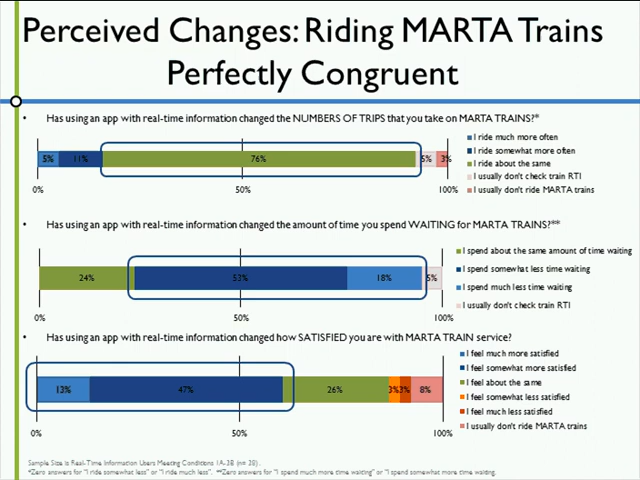 Perceived Changes: Riding MARTA Trains
Perfectly Congruent
• Has using an app with real-time information changed the NUMBERS OF TRIPS that you take on MARTA TRAINS?*
5% 11% 76% 5% 3%
0% 50% 100%
I ride much more often
I ride somewhat more often
I ride about the same
I usually don't check train RTI
I usually don't ride MARTA trains
• Has using an app with real-time information changed the amount of time you spend WAITING for MARTA TRAINS?**
24% 53% 18% 5%
0% 50% 100%
I spend about the same amount of time waiting
I spend somewhat less time waiting
I spend much less time waiting
I usually don't check train RTI
• Has using an app with real-time information changed how SATISFIED you are with MARTA TRAIN service?
13% 47% 26% 3% 3% 8%
0% 50% 100%
I feel much more satisfied
I feel somewhat more satisfied
I feel about the same
I feel somewhat less satisfied
I feel much less satisfied
I usually don't ride MARTA trains
Sample Size is Real-Time Information Users Meeting Conditions 1A-3B
*Zero answers for "I ride somewhat less" or "I ride much less". **Zero answers for "I spend much more time waiting" or "I spend somewhat more time waiting.